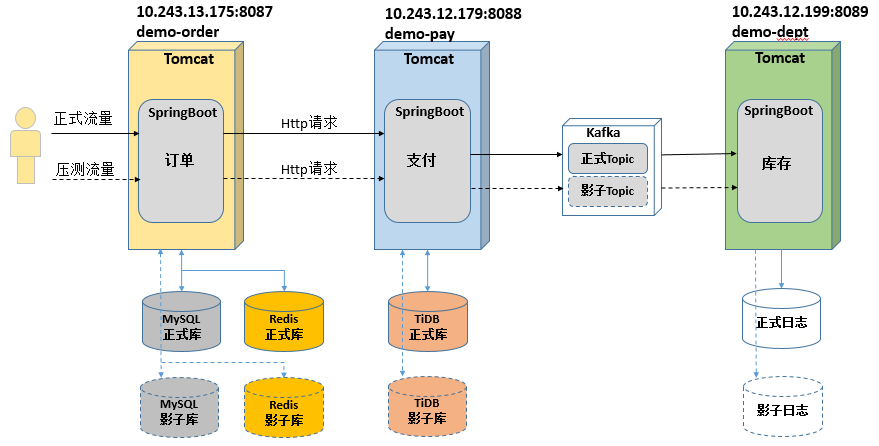 10.243.13.175:8087
demo-order
10.243.12.179:8088
demo-pay
10.243.12.199:8089
demo-dept
Tomcat
Tomcat
Tomcat
SpringBoot
订单
SpringBoot
支付
SpringBoot
库存
正式流量
压测流量
Http请求
Http请求
Kafka
正式Topic
影子Topic
MySQL
正式库
Redis
正式库
TiDB
正式库
正式日志
MySQL
影子库
Redis
影子库
TiDB
影子库
影子日志